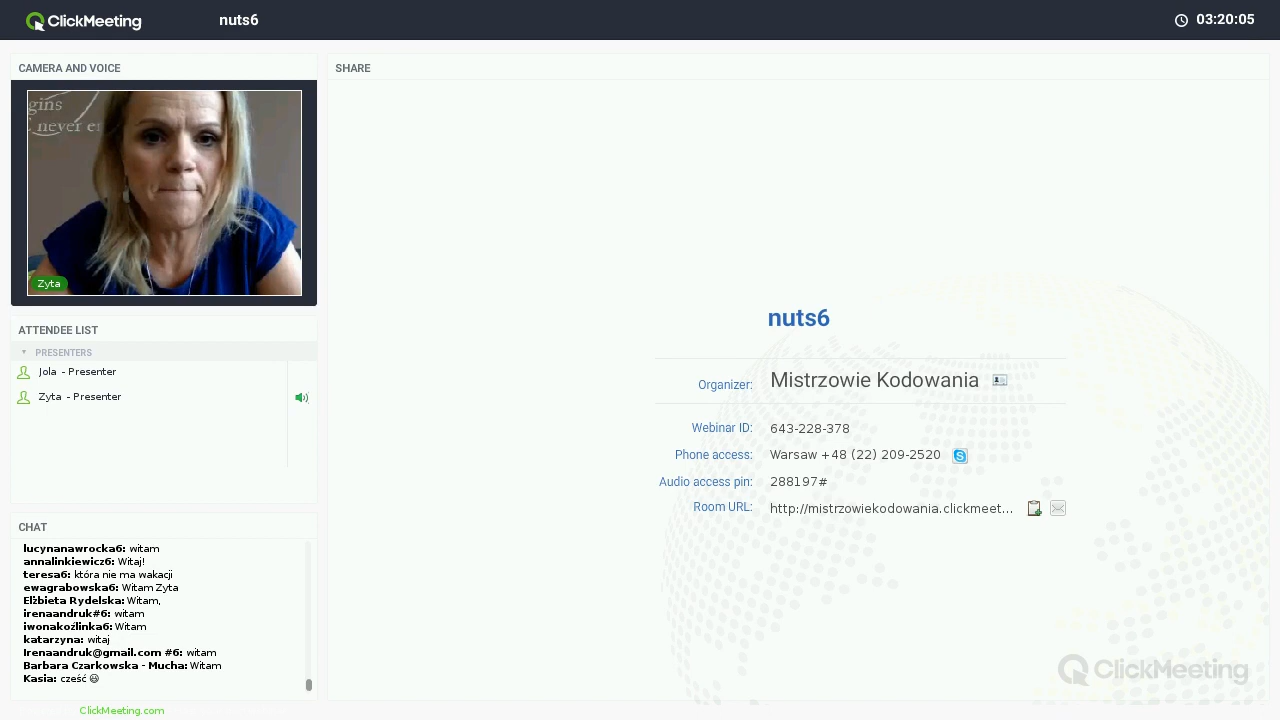 ClickMeeting
nuts6
03:20:05
CAMERA AND VOICE
gins
never er
Zyta
ATTENDEE LIST
PRESENTERS
Jola - Presenter
Zyta - Presenter
CHAT
lucynanawrocka6: witam
annalinkiewicz6: Witaj!
teresa6: która nie ma wakacji
ewagrabowska6: Witam Zyta
Elżbieta Rydelska: Witam,
irenaandruk#6: witam
iwonakoźlinka6: Witam
katarzyna: witaj
Irenaandruk@gmail.com #6: witam
Barbara Czarkowska - Mucha: Witam
Kasia: cześć 😃
ClickMeeting.com
SHARE
nuts6
Organizer: Mistrzowie Kodowania
Webinar ID: 643-228-378
Phone access: Warsaw +48 (22) 209-2520
Audio access pin: 288197#
Room URL: http://mistrzowiekodowania.clickmeet...
ClickMeeting